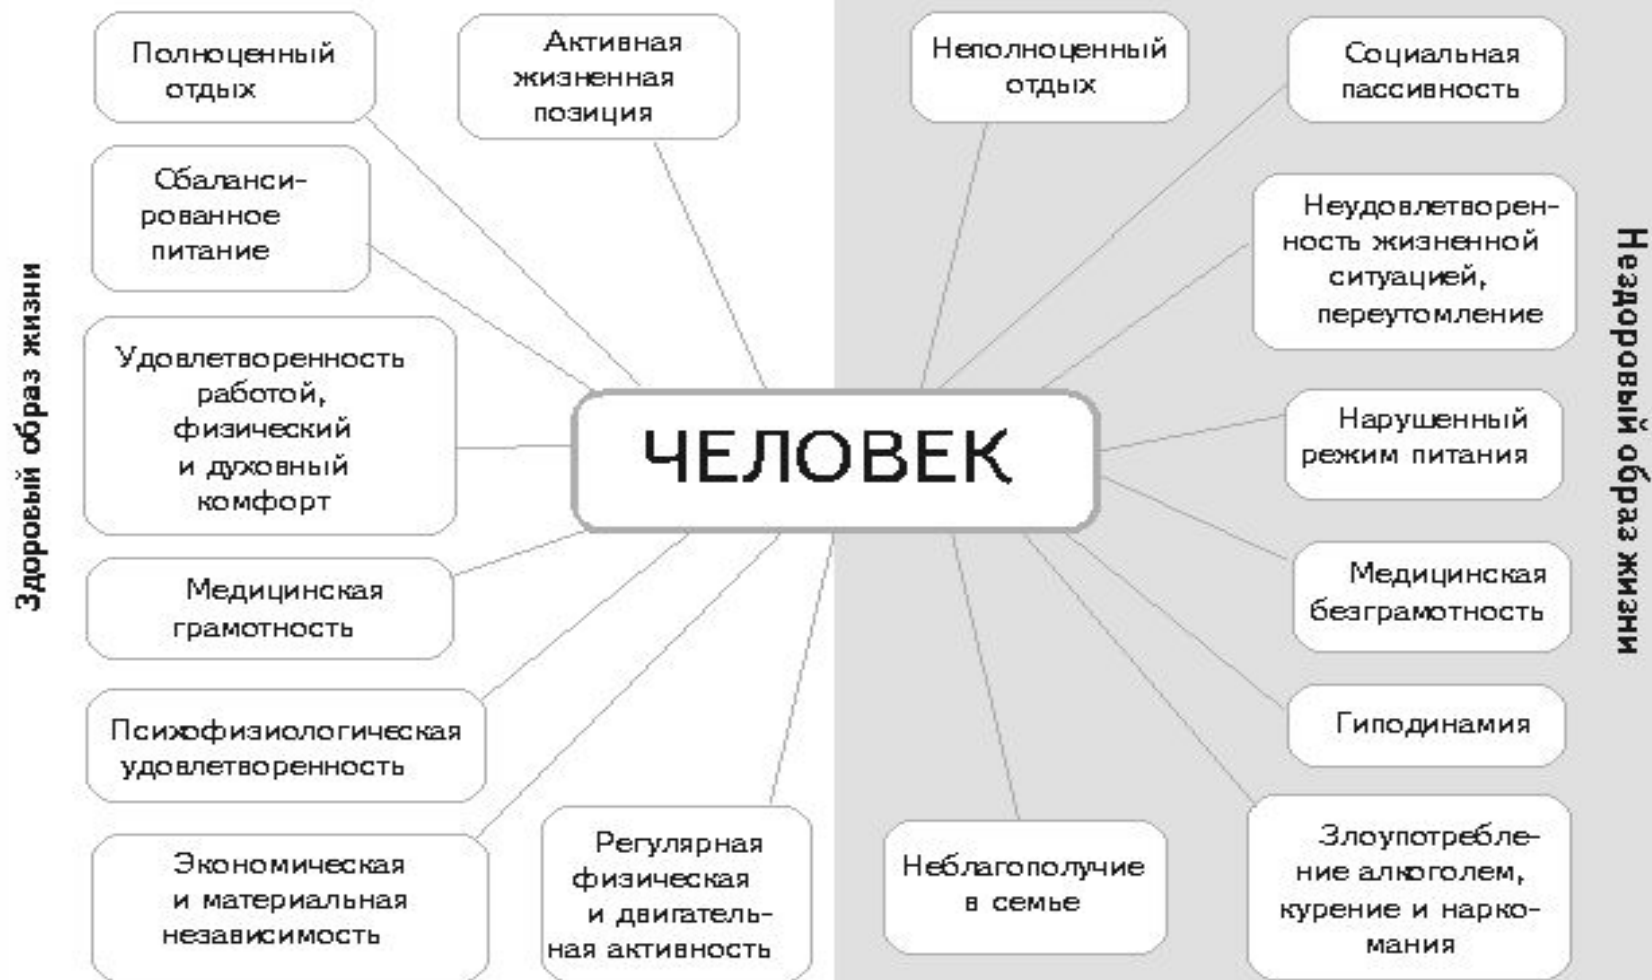 Здоровый образ жизни
Полноценный
отдых
Активная
жизненная
позиция
Сбаланси-
рованное
питание
Удовлетворенность
работой,
физический
и духовный
комфорт
Медицинская
грамотность
Психофизиологическая
удовлетворенность
Экономическая
и материальная
независимость
Регулярная
физическая
и двигатель-
ная активность
ЧЕЛОВЕК
Неполноценный
отдых
Социальная
пассивность
Неудовлетворен-
ность жизненной
ситуацией,
переутомление
Нарушенный
режим питания
Медицинская
безграмотность
Гиподинамия
Злоупотребле-
ние алкоголем,
курение и нарко-
мания
Неблагополучие
в семье
Нездоровый образ жизни